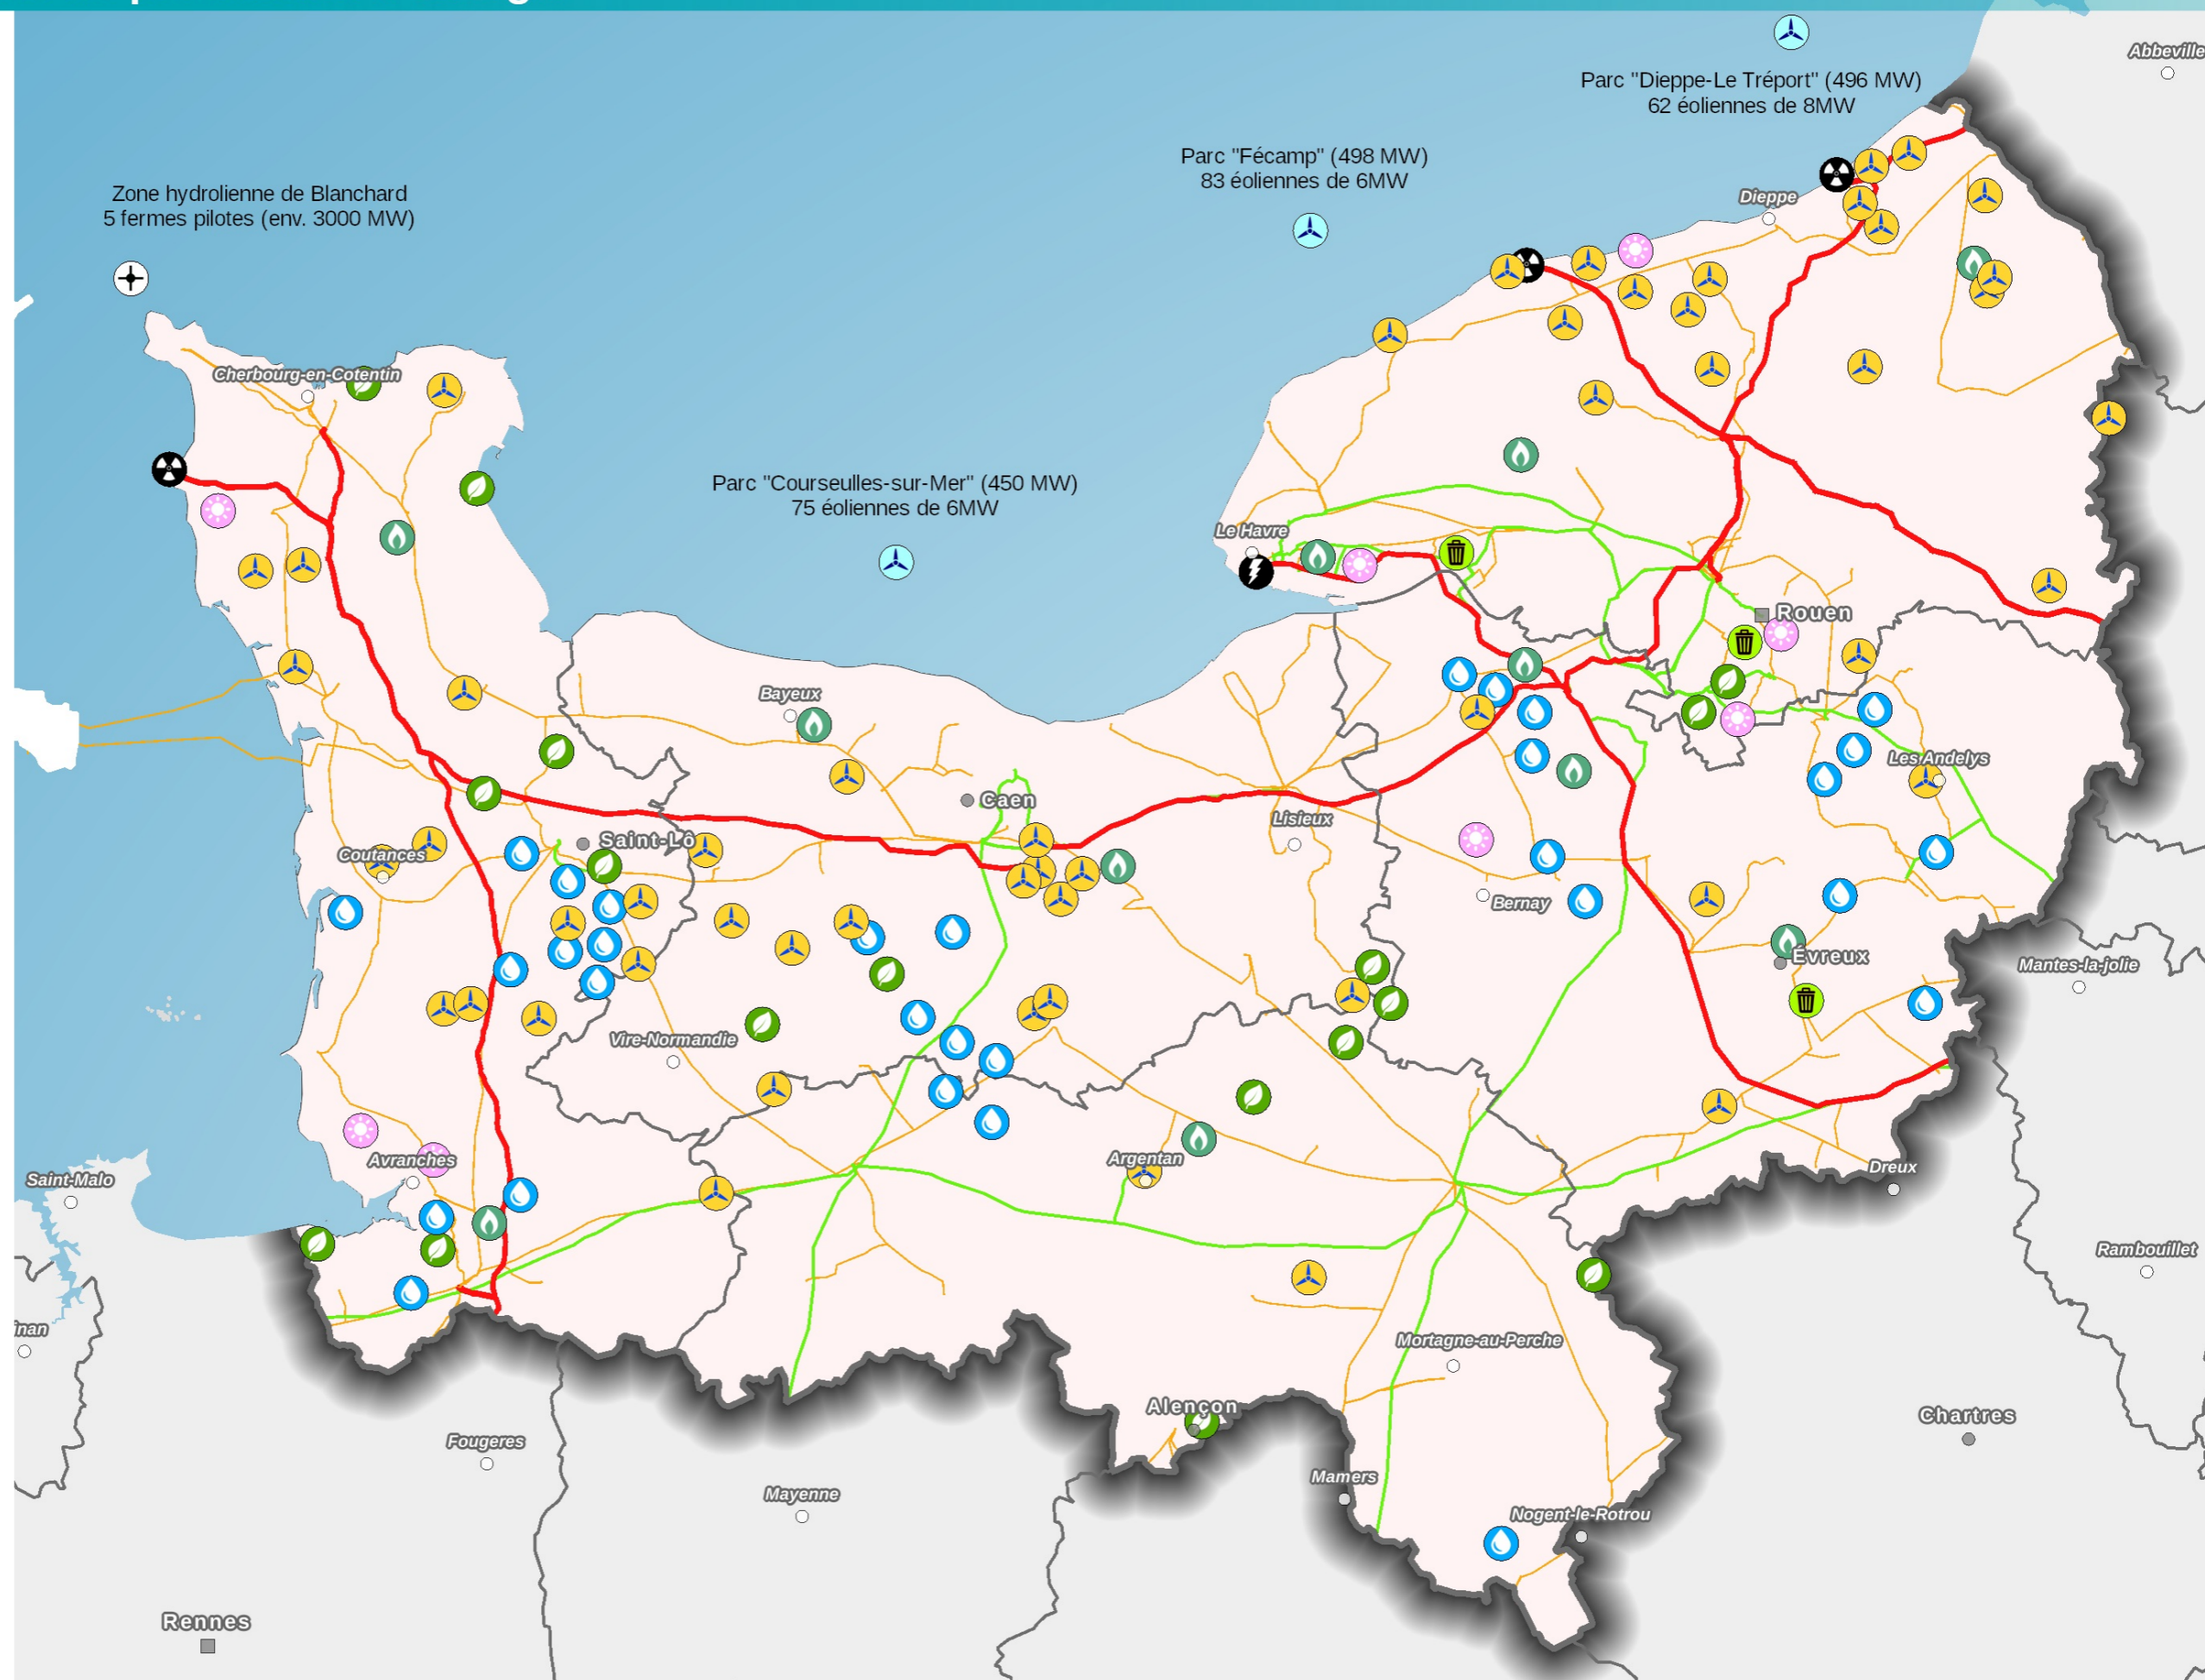 Abbeville
Parc "Dieppe-Le Tréport" (496 MW)
62 éoliennes de 8MW
Parc "Fécamp" (498 MW)
83 éoliennes de 6MW
Zone hydrolienne de Blanchard
5 fermes pilotes (env. 3000 MW)
Dieppe
Cherbourg-en-Cotentin
Parc "Courseulles-sur-Mer" (450 MW)
75 éoliennes de 6MW
Le Havre
Rouen
Bayeux
Les Andelys
Caen
Lisieux
Saint-Lô
Coutances
Bernay
Évreux
Mantes-la-jolie
Vire-Normandie
Avranches
Argentan
Dreux
Saint-Malo
Rambouillet
nan
Mortagne-au-Perche
Alençon
Chartres
Fougeres
Mamers
Mayenne
Nogent-le-Rotrou
Rennes